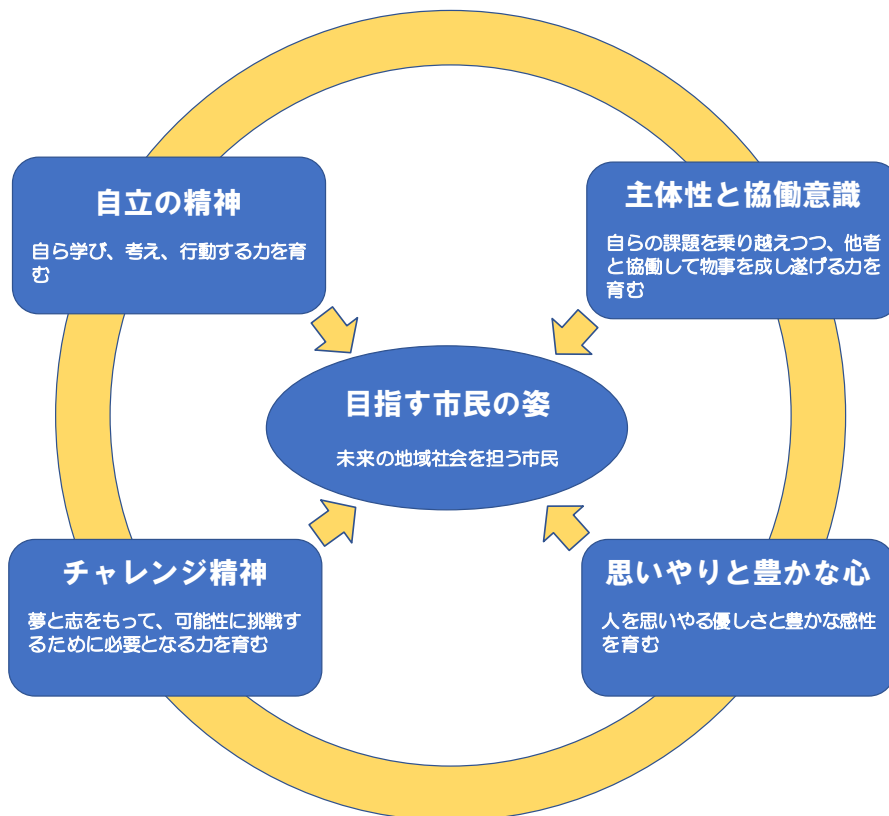 自立の精神
自ら学び、考え、行動する力を育
む
主体性と協働意識
自らの課題を乗り越えつつ、他者
と協働して物事を成し遂げる力を
育む
目指す市民の姿
未来の地域社会を担う市民
チャレンジ精神
夢と志をもって、可能性に挑戦す
るために必要となる力を育む
思いやりと豊かな心
人を思いやる優しさと豊かな感性
を育む